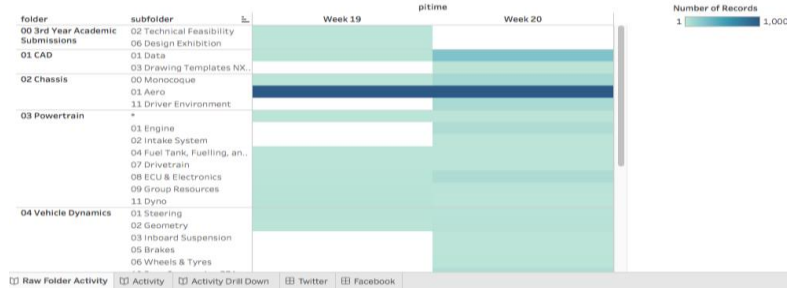 pitime
Number of Records
folder subfolder Week 19 Week 20
1 1,000
00 3rd Year Academic Submissions 02 Technical Feasibility
06 Design Exhibition
01 CAD 01 Data
03 Drawing Templates NX..
02 Chassis 00 Monocoque
01 Aero
11 Driver Environment
03 Powertrain *
01 Engine
02 Intake System
04 Fuel Tank, Fuelling, an..
07 Drivetrain
08 ECU & Electronics
09 Group Resources
11 Dyno
04 Vehicle Dynamics 01 Steering
02 Geometry
03 Inboard Suspension
05 Brakes
06 Wheels & Tyres
Raw Folder Activity Activity Activity Drill Down Twitter Facebook